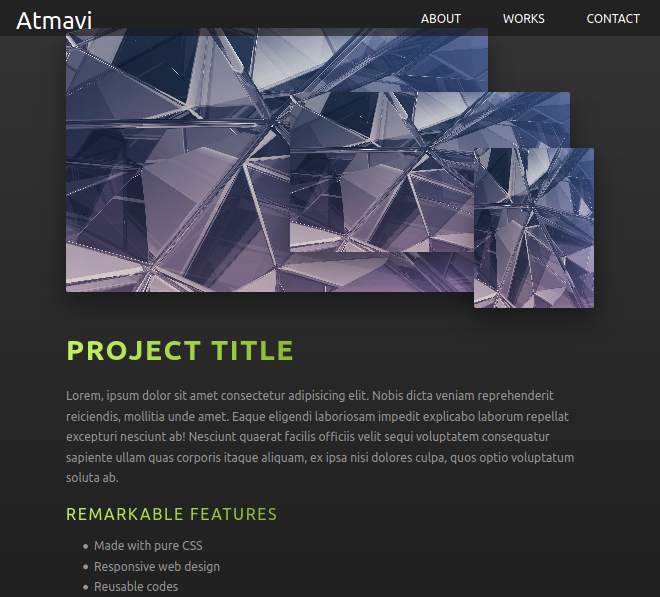 Atmavi
ABOUT WORKS CONTACT
PROJECT TITLE
Lorem, ipsum dolor sit amet consectetur adipisicing elit. Nobis dicta veniam reprehenderit
reiciendis, mollitia unde amet. Eaque eligendi laboriosam impedit explicabo laborum repellat
excepturi nesciunt ab! Nesciunt quaerat facilis officiis velit sequi voluptatem consequatur
sapiente ullam quas corporis itaque aliquam, ex ipsa nisi dolores culpa, quos optio voluptatum
soluta ab.
REMARKABLE FEATURES
• Made with pure CSS
• Responsive web design
• Reusable codes